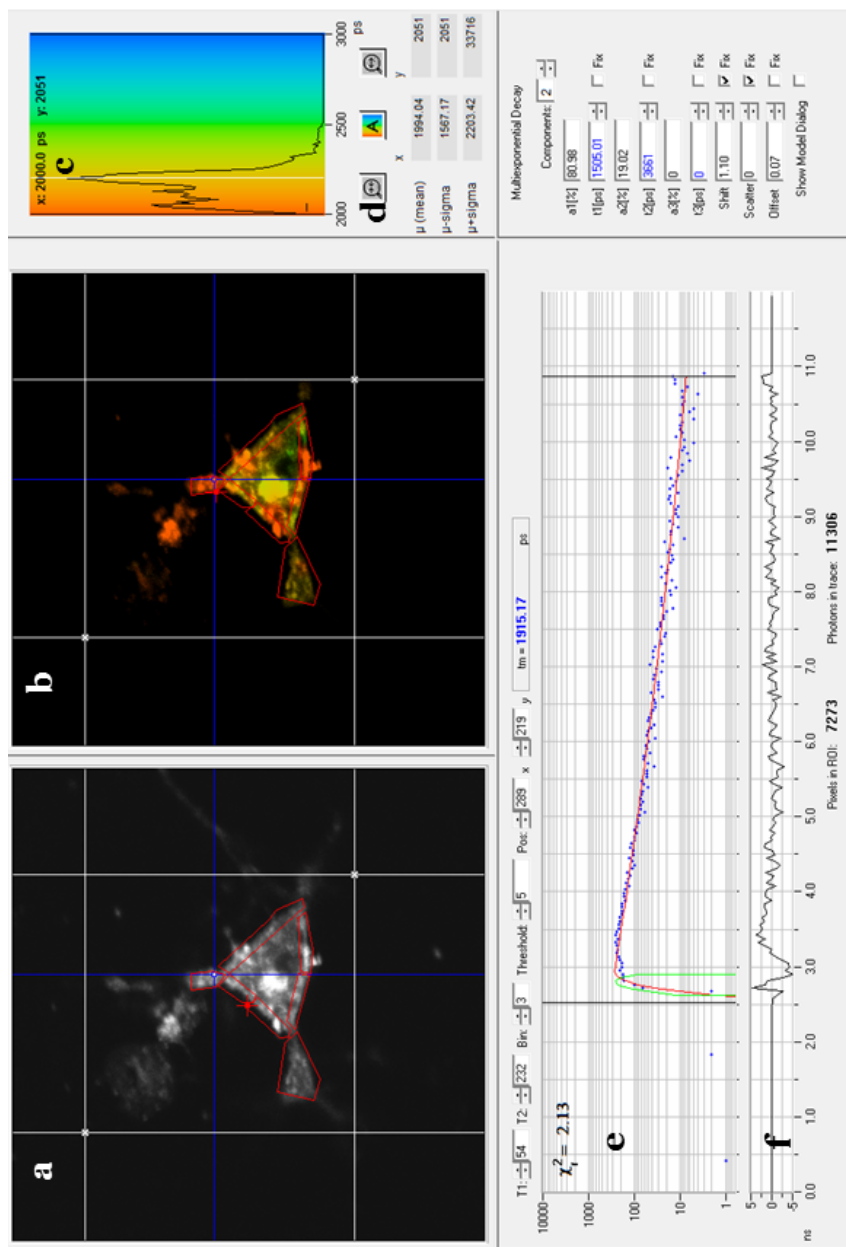 a
b
x: 2000.0 ps y: 2051
c
2000 2500 3000
ps
d
A
x y
μ (mean) 1994.04 2051
μ-sigma 1567.17 2051
μ+sigma 2203.42 33716
T1: 54 T2: 232 Bin: 3 Threshold: 5 Pos: 289 x 219 y tm = 1915.17 ps
χr² = 2.13
e
10000
1000
100
10
1
f
5
0
-5
0.0 1.0 2.0 3.0 4.0 5.0 6.0 7.0 8.0 9.0 10.0 11.0
ns
Pixels in ROI: 7273 Photons in trace: 11306
Multiexponential Decay
Components: 2
a1[%] 80.98
t1[ps] 1505.01 Fix
a2[%] 19.02
t2[ps] 3661 Fix
a3[%] 0
t3[ps] 0 Fix
Shift 1.10 Fix
Scatter 0 Fix
Offset 0.07 Fix
Show Model Dialog